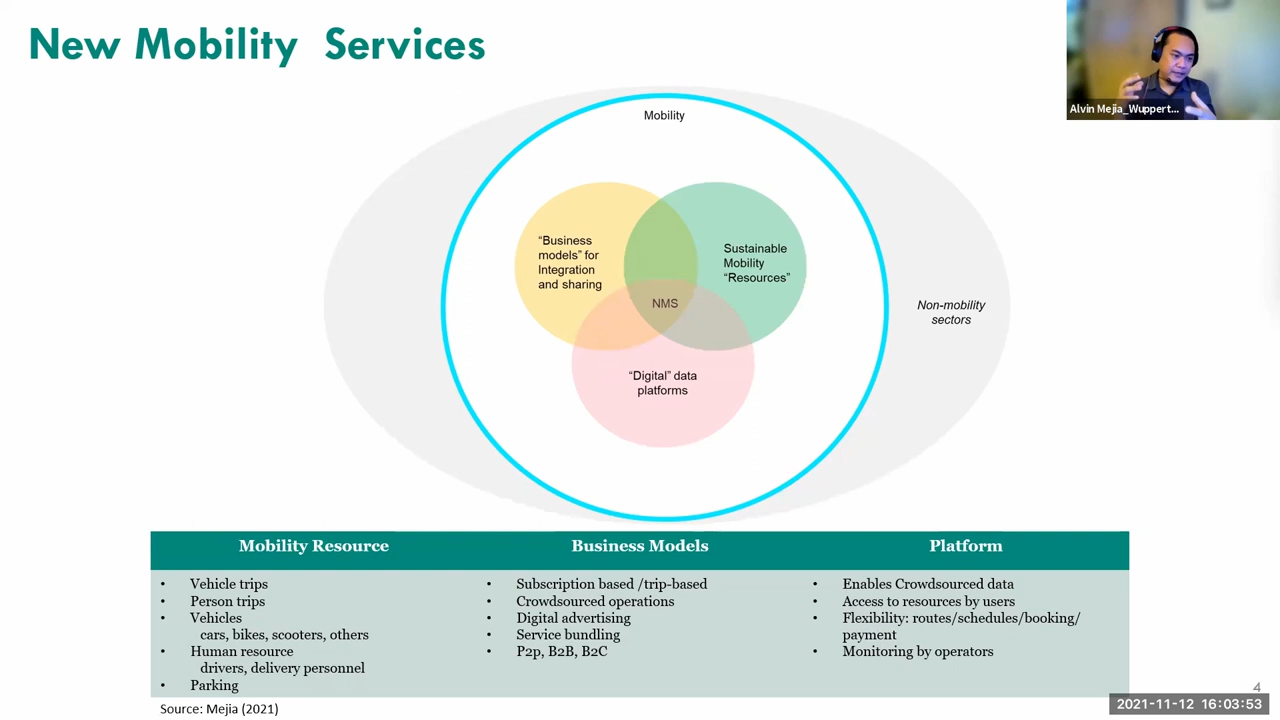 New Mobility Services
Alvin Mejia_Wuppert...
Mobility
"Business
models" for
Integration
and sharing
Sustainable
Mobility
"Resources"
NMS
Non-mobility
sectors
"Digital" data
platforms
Mobility Resource
Business Models
Platform
• Vehicle trips
• Person trips
• Vehicles
cars, bikes, scooters, others
• Human resource
drivers, delivery personnel
• Parking
• Subscription based /trip-based
• Crowdsourced operations
• Digital advertising
• Service bundling
• P2p, B2B, B2C
• Enables Crowdsourced data
• Access to resources by users
• Flexibility: routes/schedules/booking/
payment
• Monitoring by operators
Source: Mejia (2021)
4
2021-11-12 16:03:53